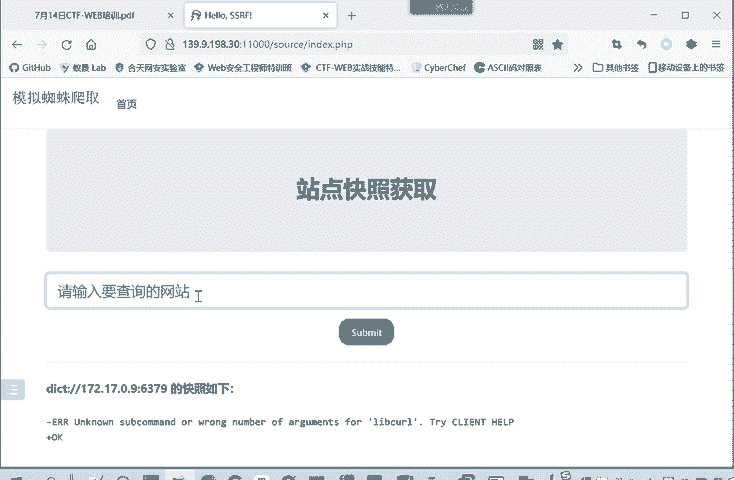 7月14日CTF-WEB培训.pdf
Hello, SSRF!
139.9.198.30:11000/source/index.php
GitHub 蚁景 Lab 合天网安实验室 Web安全工程师特训班 CTF-WEB实战技能特... CyberChef ASCII码对照表 其他书签 移动设备上的书签
模拟蜘蛛爬取 首页
站点快照获取
请输入要查询的网站
Submit
dict://172.17.0.9:6379 的快照如下:
-ERR Unknown subcommand or wrong number of arguments for 'libcurl'. Try CLIENT HELP
+OK